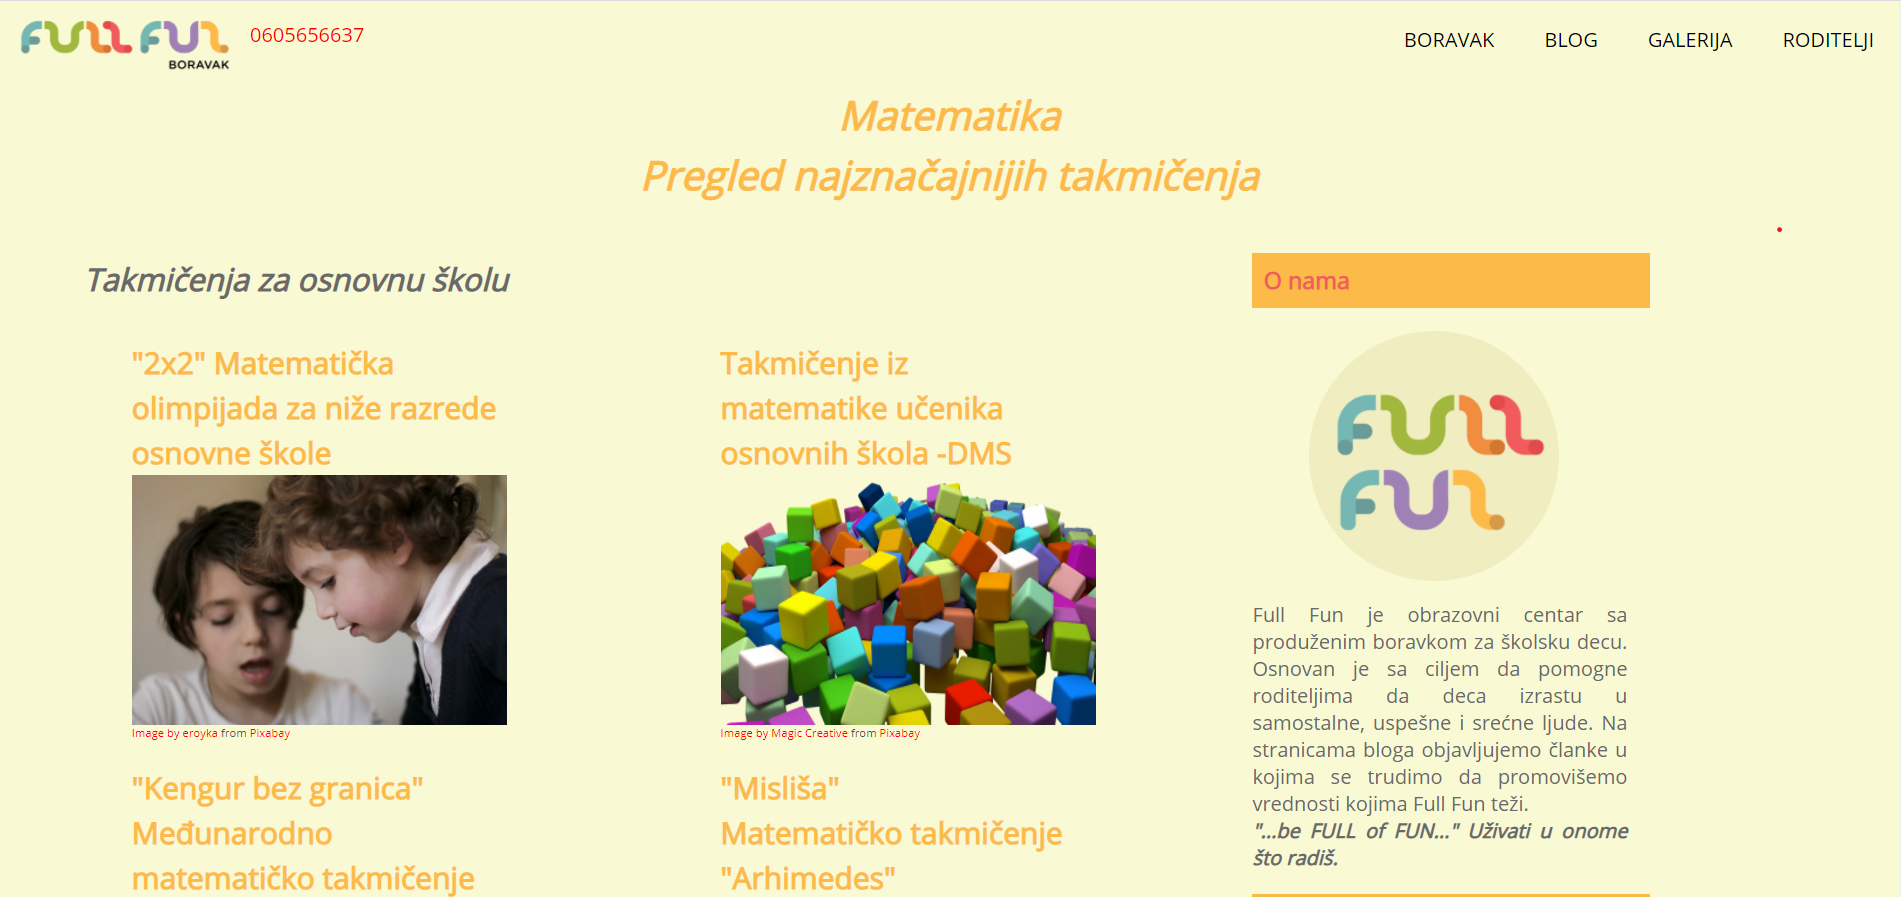 FULL FUN
BORAVAK
0605656637
BORAVAK BLOG GALERIJA RODITELJI
Matematika
Pregled najznačajnijih takmičenja
Takmičenja za osnovnu školu
"2x2" Matematička
olimpijada za niže razrede
osnovne škole
Image by eroyka from Pixabay
Takmičenje iz
matematike učenika
osnovnih škola -DMS
Image by Magic Creative from Pixabay
"Kengur bez granica"
Međunarodno
matematičko takmičenje
"Misliša"
Matematičko takmičenje
"Arhimedes"
O nama
FULL
FUN
Full Fun je obrazovni centar sa
produženim boravkom za školsku decu.
Osnovan je sa ciljem da pomogne
roditeljima da deca izrastu u
samostalne, uspešne i srećne ljude. Na
stranicama bloga objavljujemo članke u
kojima se trudimo da promovišemo
vrednosti kojima Full Fun teži.
"...be FULL of FUN..." Uživati u onome
što radiš.